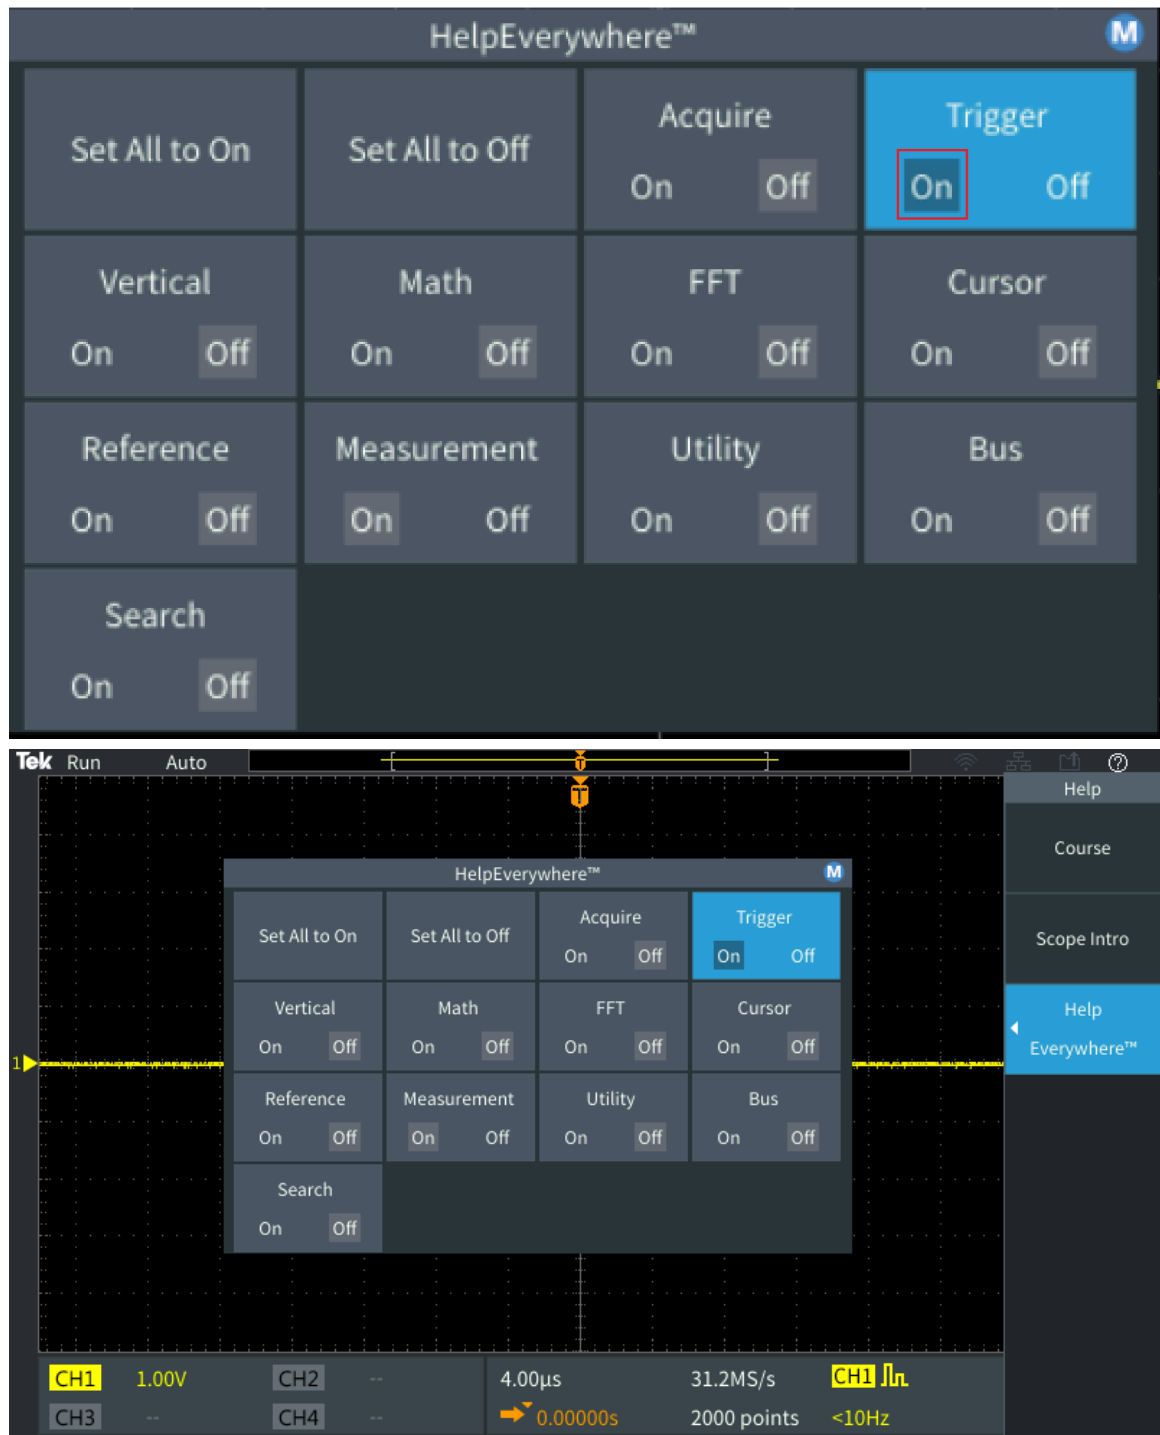 HelpEverywhere™ M
Set All to On
Set All to Off
Acquire
On Off
Trigger
On Off
Vertical
On Off
Math
On Off
FFT
On Off
Cursor
On Off
Reference
On Off
Measurement
On Off
Utility
On Off
Bus
On Off
Search
On Off
Tek Run Auto T ?
T
Help
Course
Scope Intro
Help
Everywhere™
HelpEverywhere™ M
Set All to On
Set All to Off
Acquire
On Off
Trigger
On Off
Vertical
On Off
Math
On Off
FFT
On Off
Cursor
On Off
Reference
On Off
Measurement
On Off
Utility
On Off
Bus
On Off
Search
On Off
1
CH1 1.00V CH2 -- 4.00µs 31.2MS/s CH1
CH3 -- CH4 -- 0.00000s 2000 points <10Hz